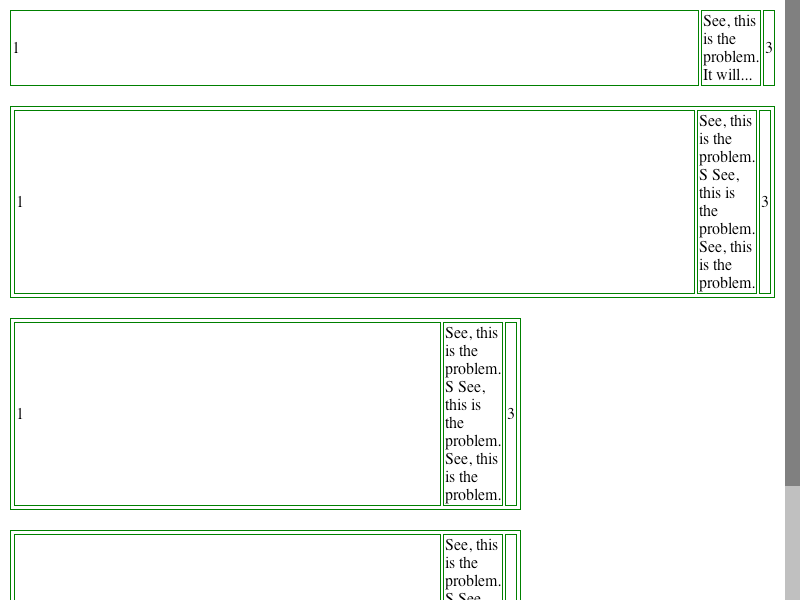 1
See, this
is the
problem.
It will...
3
1
See, this
is the
problem.
S See,
this is
the
problem.
See, this
is the
problem.
3
1
See, this
is the
problem.
S See,
this is
the
problem.
See, this
is the
problem.
3
See, this
is the
problem.
S See,